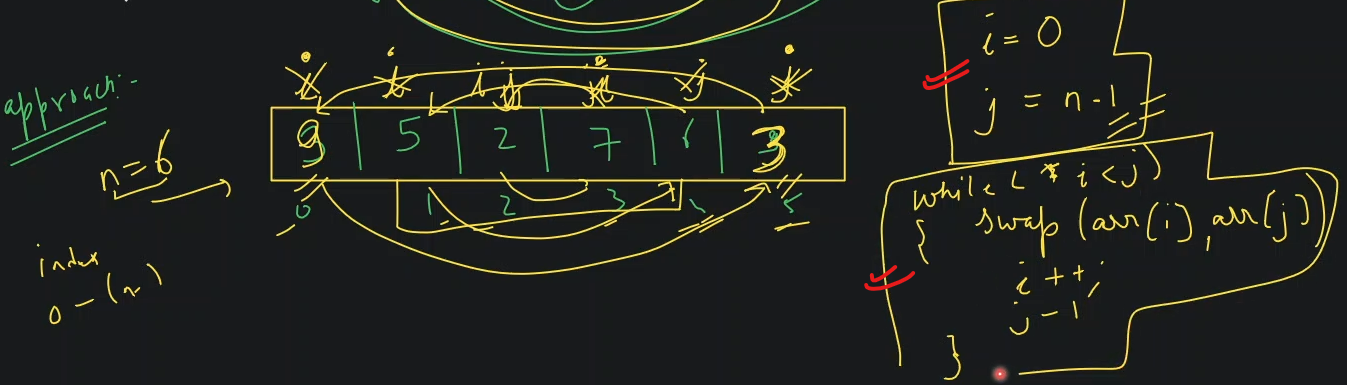 approach:-
n=6
index
0 -
i i i j j
9 5 2 7 6 3
0 1 2 3 4 5
i = 0
j = n-1
while ( i < j )
{ swap (arr[i], arr[j])
i++;
j-1
}